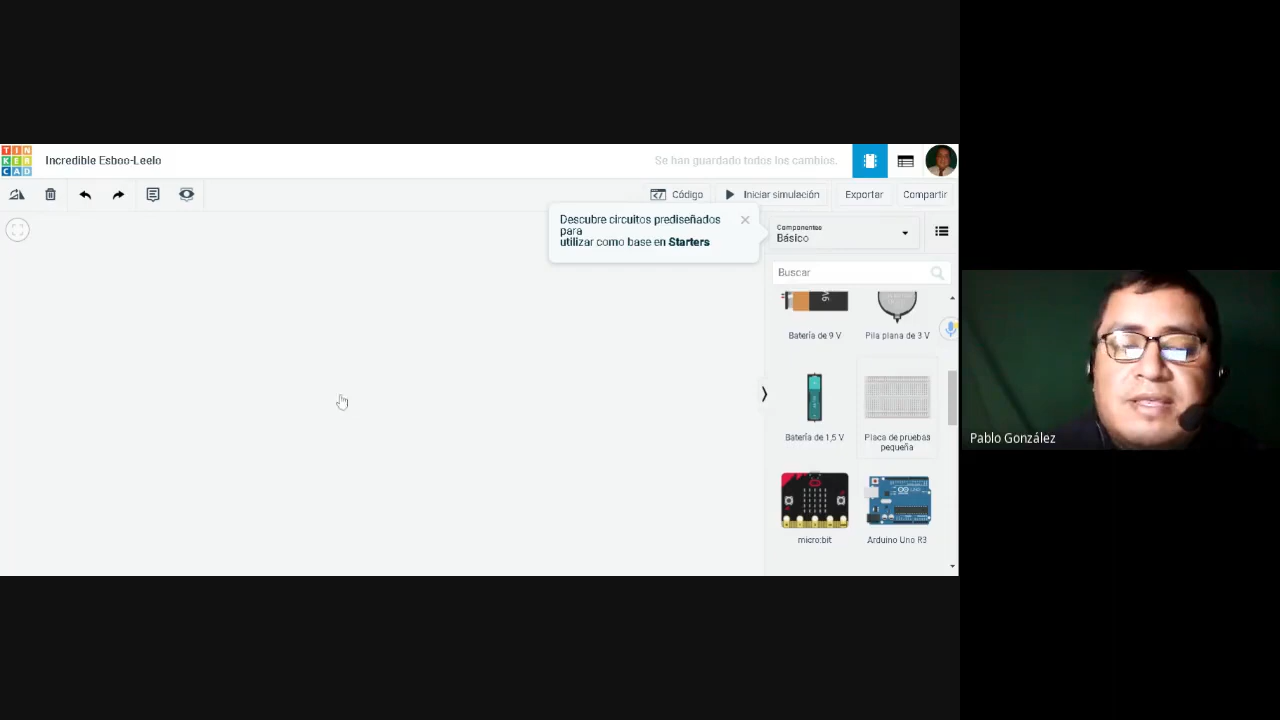 TIN
KER
CAD
Incredible Esboo-Leelo
Se han guardado todos los cambios.
Código
Iniciar simulación
Exportar
Compartir
Descubre circuitos prediseñados
para
utilizar como base en Starters
Componentes
Básico
Buscar
9V
Batería de 9 V
Pila plana de 3 V
Batería de 1,5 V
Placa de pruebas
pequeña
micro:bit
Arduino Uno R3
UNO
Pablo González